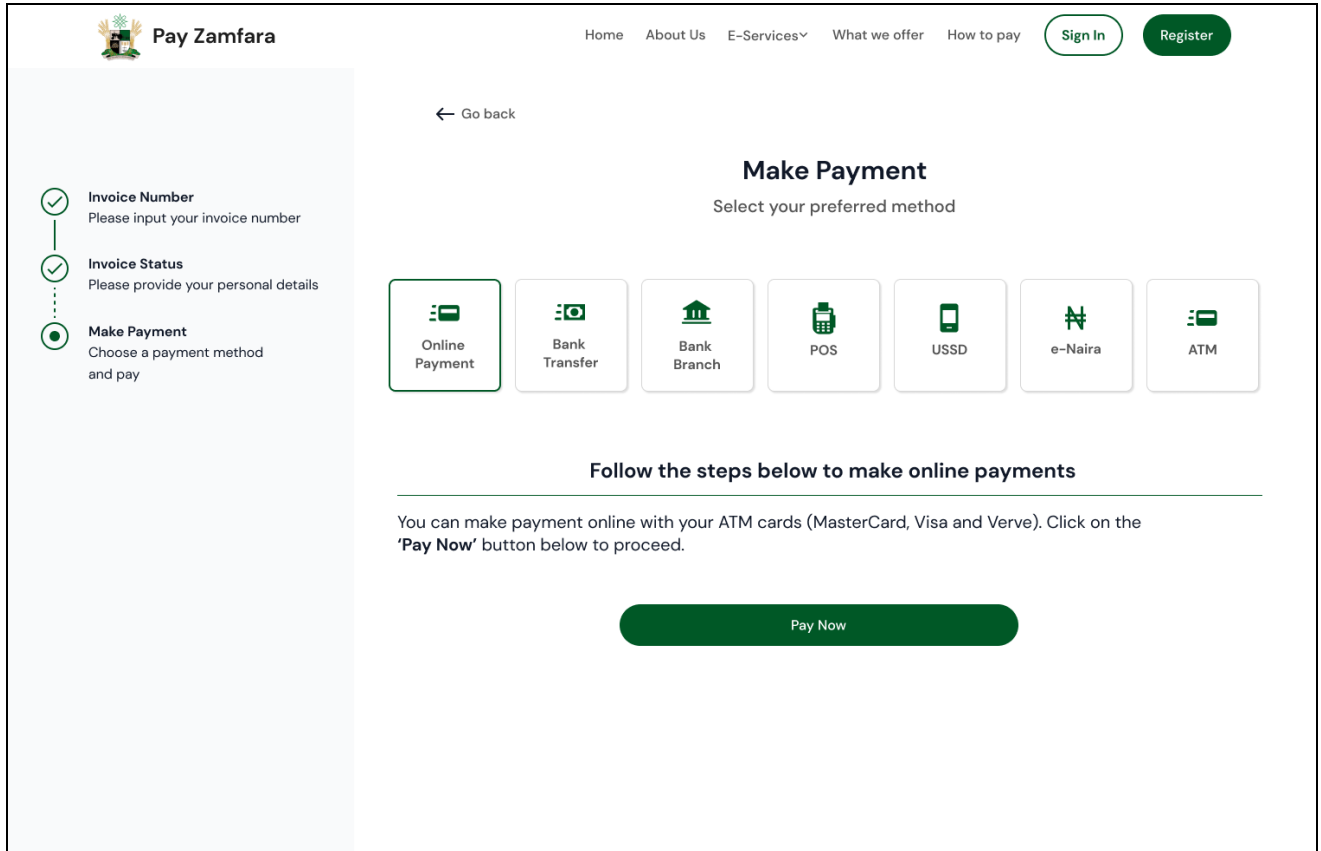 Pay Zamfara
Home About Us E-Services What we offer How to pay Sign In Register
Go back
Invoice Number
Please input your invoice number
Invoice Status
Please provide your personal details
Make Payment
Choose a payment method
and pay
Make Payment
Select your preferred method
Online
Payment
Bank
Transfer
Bank
Branch
POS
USSD
e-Naira
ATM
Follow the steps below to make online payments
You can make payment online with your ATM cards (MasterCard, Visa and Verve). Click on the
‘Pay Now’ button below to proceed.
Pay Now